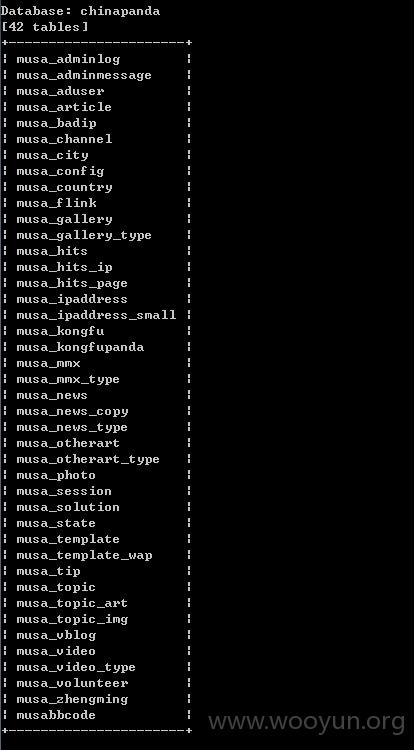 Database: chinapanda
[42 tables]
+----------------------+
¦ musa_adminlog ¦
¦ musa_adminmessage ¦
¦ musa_aduser ¦
¦ musa_article ¦
¦ musa_badip ¦
¦ musa_channel ¦
¦ musa_city ¦
¦ musa_config ¦
¦ musa_country ¦
¦ musa_flink ¦
¦ musa_gallery ¦
¦ musa_gallery_type ¦
¦ musa_hits ¦
¦ musa_hits_ip ¦
¦ musa_hits_page ¦
¦ musa_ipaddress ¦
¦ musa_ipaddress_small ¦
¦ musa_kongfu ¦
¦ musa_kongfupanda ¦
¦ musa_mmx ¦
¦ musa_mmx_type ¦
¦ musa_news ¦
¦ musa_news_copy ¦
¦ musa_news_type ¦
¦ musa_otherart ¦
¦ musa_otherart_type ¦
¦ musa_photo ¦
¦ musa_session ¦
¦ musa_solution ¦
¦ musa_state ¦
¦ musa_template ¦
¦ musa_template_wap ¦
¦ musa_tip ¦
¦ musa_topic ¦
¦ musa_topic_art ¦
¦ musa_topic_img ¦
¦ musa_vblog ¦
¦ musa_video ¦
¦ musa_video_type ¦
¦ musa_volunteer ¦
¦ musa_zhengming ¦
¦ musabbcode ¦
+----------------------+
www.wooyun.org